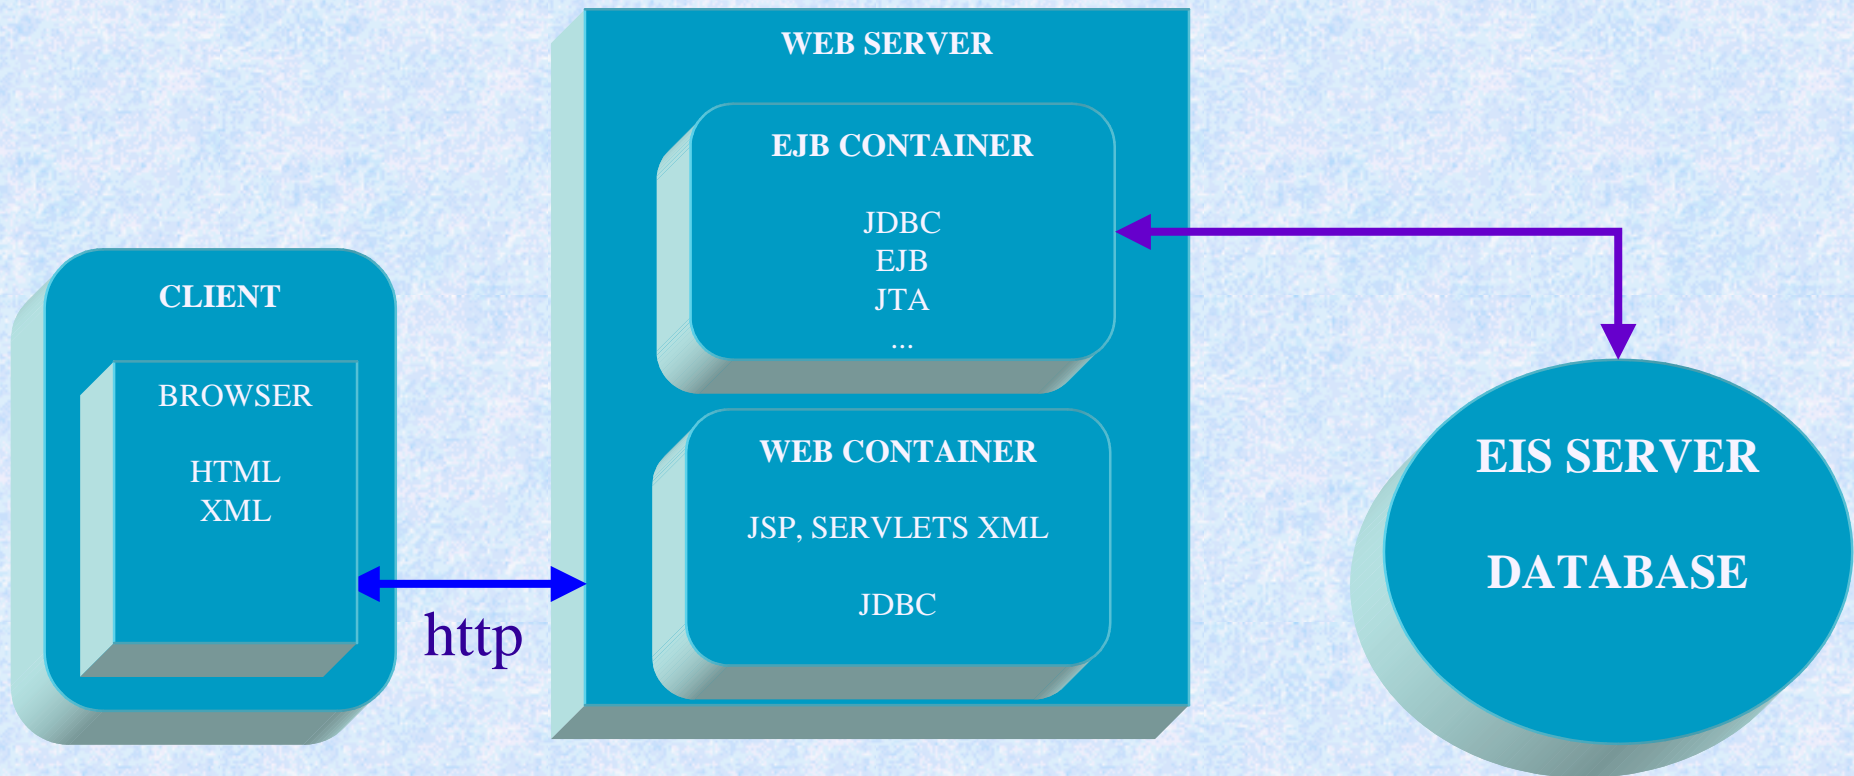 CLIENT
BROWSER
HTML
XML
http
WEB SERVER
EJB CONTAINER
JDBC
EJB
JTA
...
WEB CONTAINER
JSP, SERVLETS XML
JDBC
EIS SERVER
DATABASE